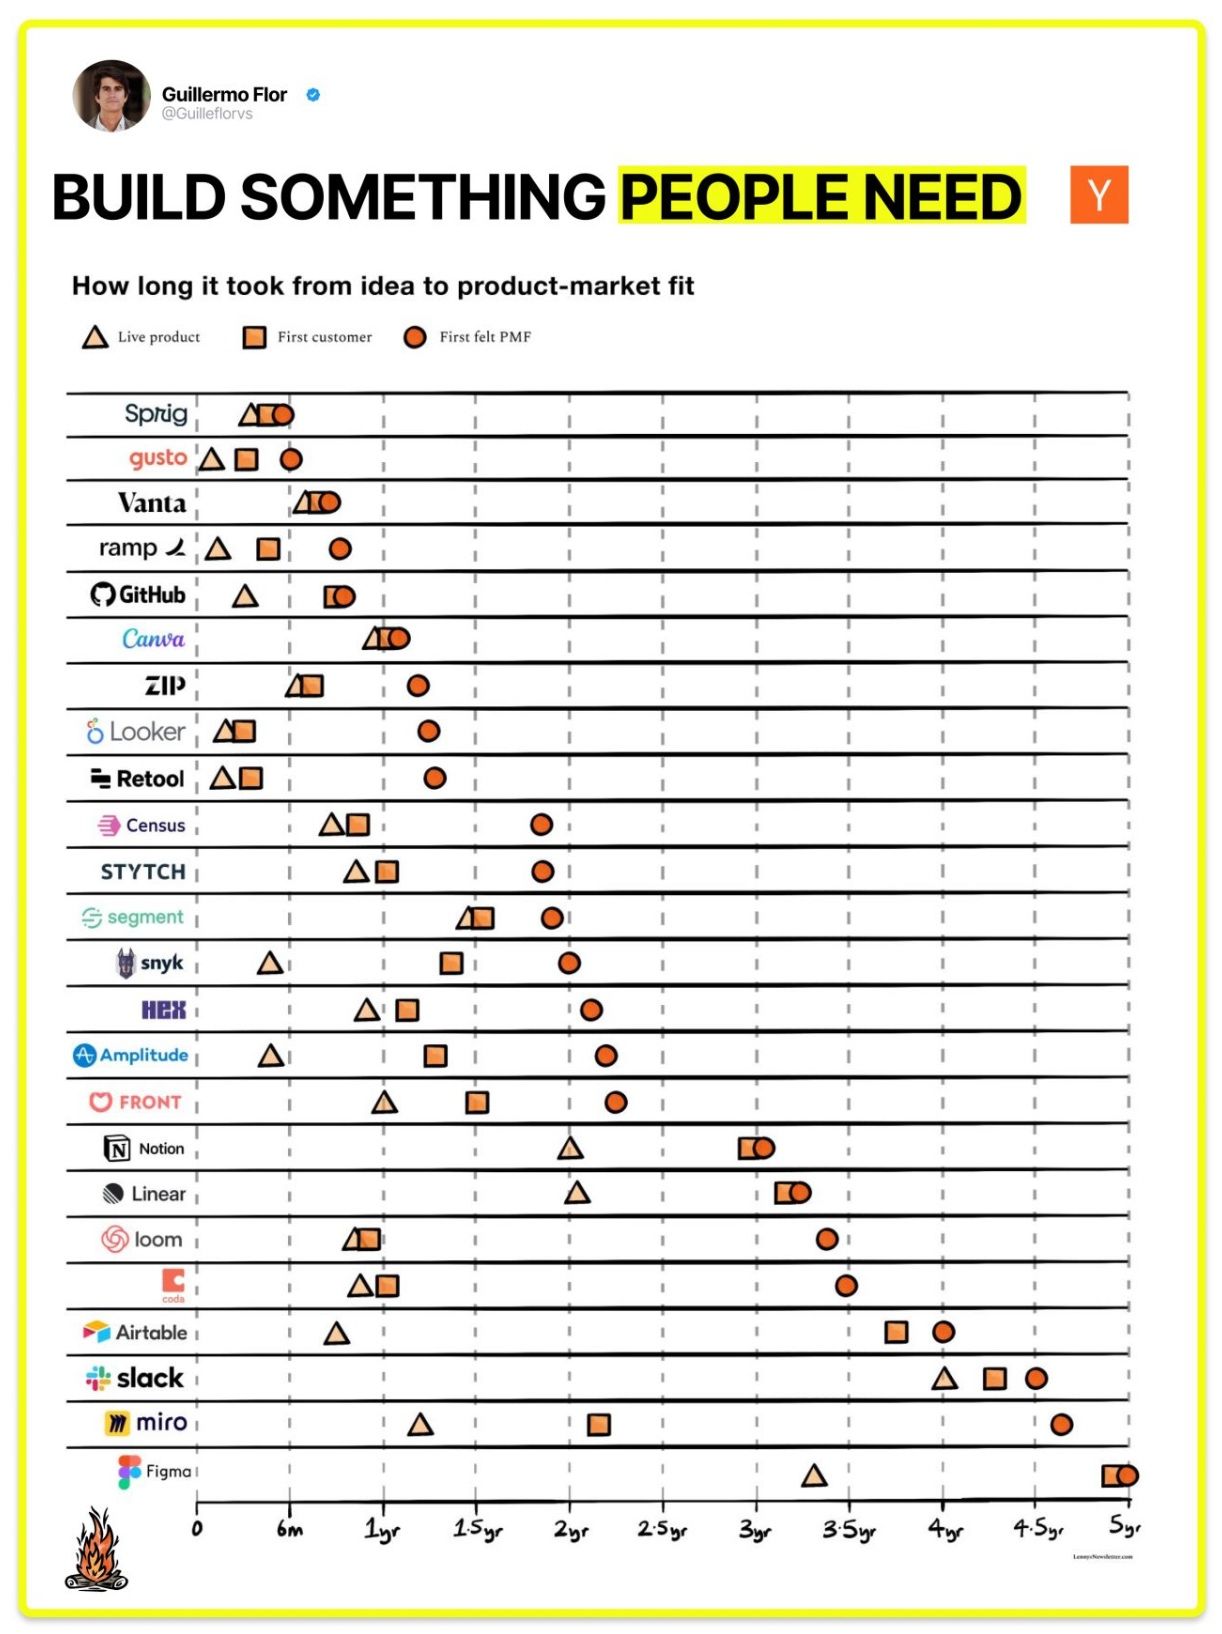 Guillermo Flor
@Guilleflorvs
BUILD SOMETHING PEOPLE NEED
Y
How long it took from idea to product-market fit
Live product
First customer
First felt PMF
Sprig
gusto
Vanta
ramp
GitHub
Canva
ZIP
Looker
Retool
Census
STYTCH
segment
snyk
HEX
Amplitude
FRONT
N Notion
Linear
loom
coda
Airtable
slack
miro
Figma
0 6m 1yr 1.5yr 2yr 2.5yr 3yr 3.5yr 4yr 4.5yr 5yr
LennysNewsletter.com